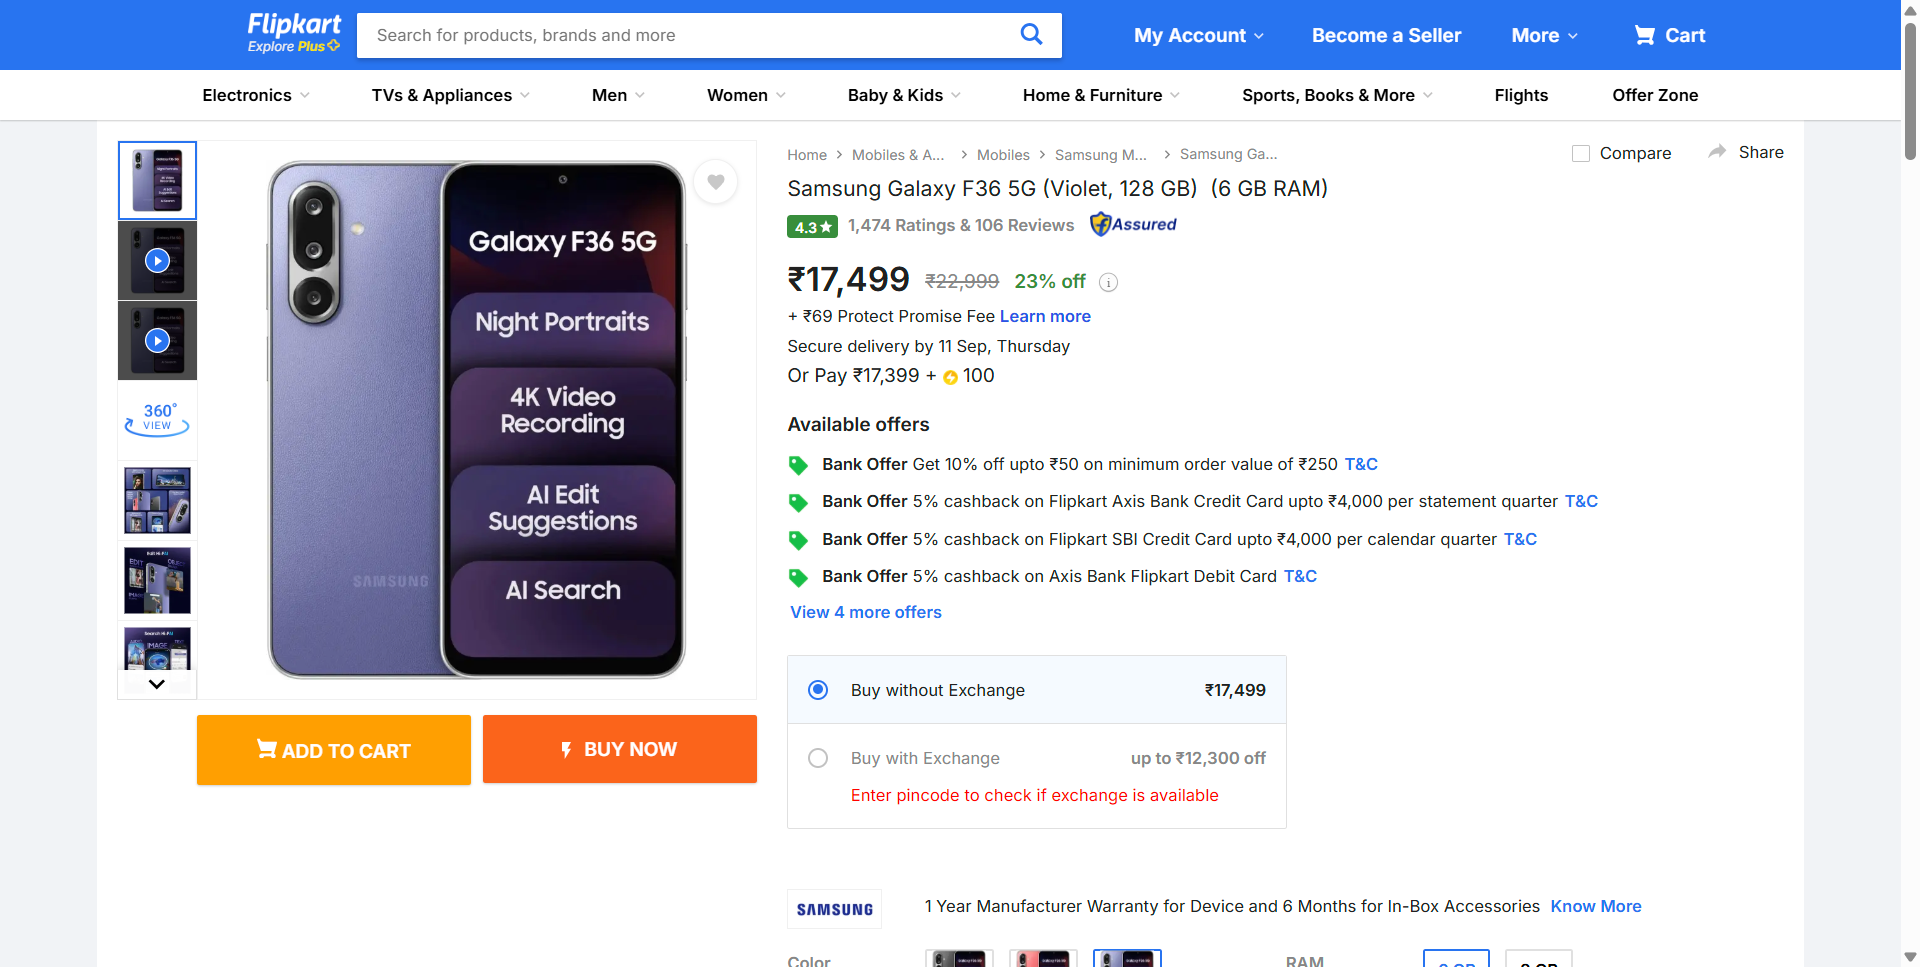 Flipkart
Explore Plus
Search for products, brands and more
My Account
Become a Seller
More
Cart
Electronics
TVs & Appliances
Men
Women
Baby & Kids
Home & Furniture
Sports, Books & More
Flights
Offer Zone
360°
VIEW
Galaxy F36 5G
Night Portraits
4K Video
Recording
AI Edit
Suggestions
AI Search
SAMSUNG
ADD TO CART
BUY NOW
Home
Mobiles & A...
Mobiles
Samsung M...
Samsung Ga...
Compare
Share
Samsung Galaxy F36 5G (Violet, 128 GB) (6 GB RAM)
4.3★ 1,474 Ratings & 106 Reviews Assured
₹17,499 ₹22,999 23% off
+ ₹69 Protect Promise Fee Learn more
Secure delivery by 11 Sep, Thursday
Or Pay ₹17,399 + 100
Available offers
Bank Offer Get 10% off upto ₹50 on minimum order value of ₹250 T&C
Bank Offer 5% cashback on Flipkart Axis Bank Credit Card upto ₹4,000 per statement quarter T&C
Bank Offer 5% cashback on Flipkart SBI Credit Card upto ₹4,000 per calendar quarter T&C
Bank Offer 5% cashback on Axis Bank Flipkart Debit Card T&C
View 4 more offers
Buy without Exchange ₹17,499
Buy with Exchange up to ₹12,300 off
Enter pincode to check if exchange is available
SAMSUNG
1 Year Manufacturer Warranty for Device and 6 Months for In-Box Accessories Know More
Color
RAM